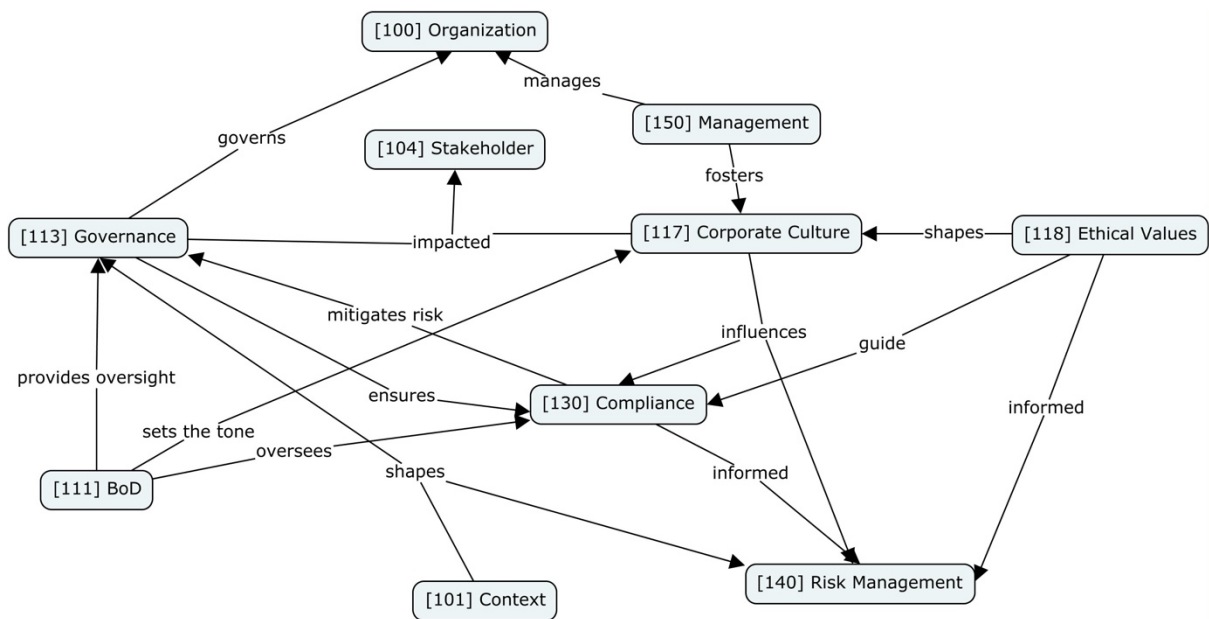 [100] Organization
manages
[150] Management
governs
[104] Stakeholder
fosters
[113] Governance
impacted
[117] Corporate Culture
shapes
[118] Ethical Values
mitigates risk
influences
guide
provides oversight
ensures
[130] Compliance
informed
sets the tone
oversees
[111] BoD
shapes
informed
[101] Context
[140] Risk Management